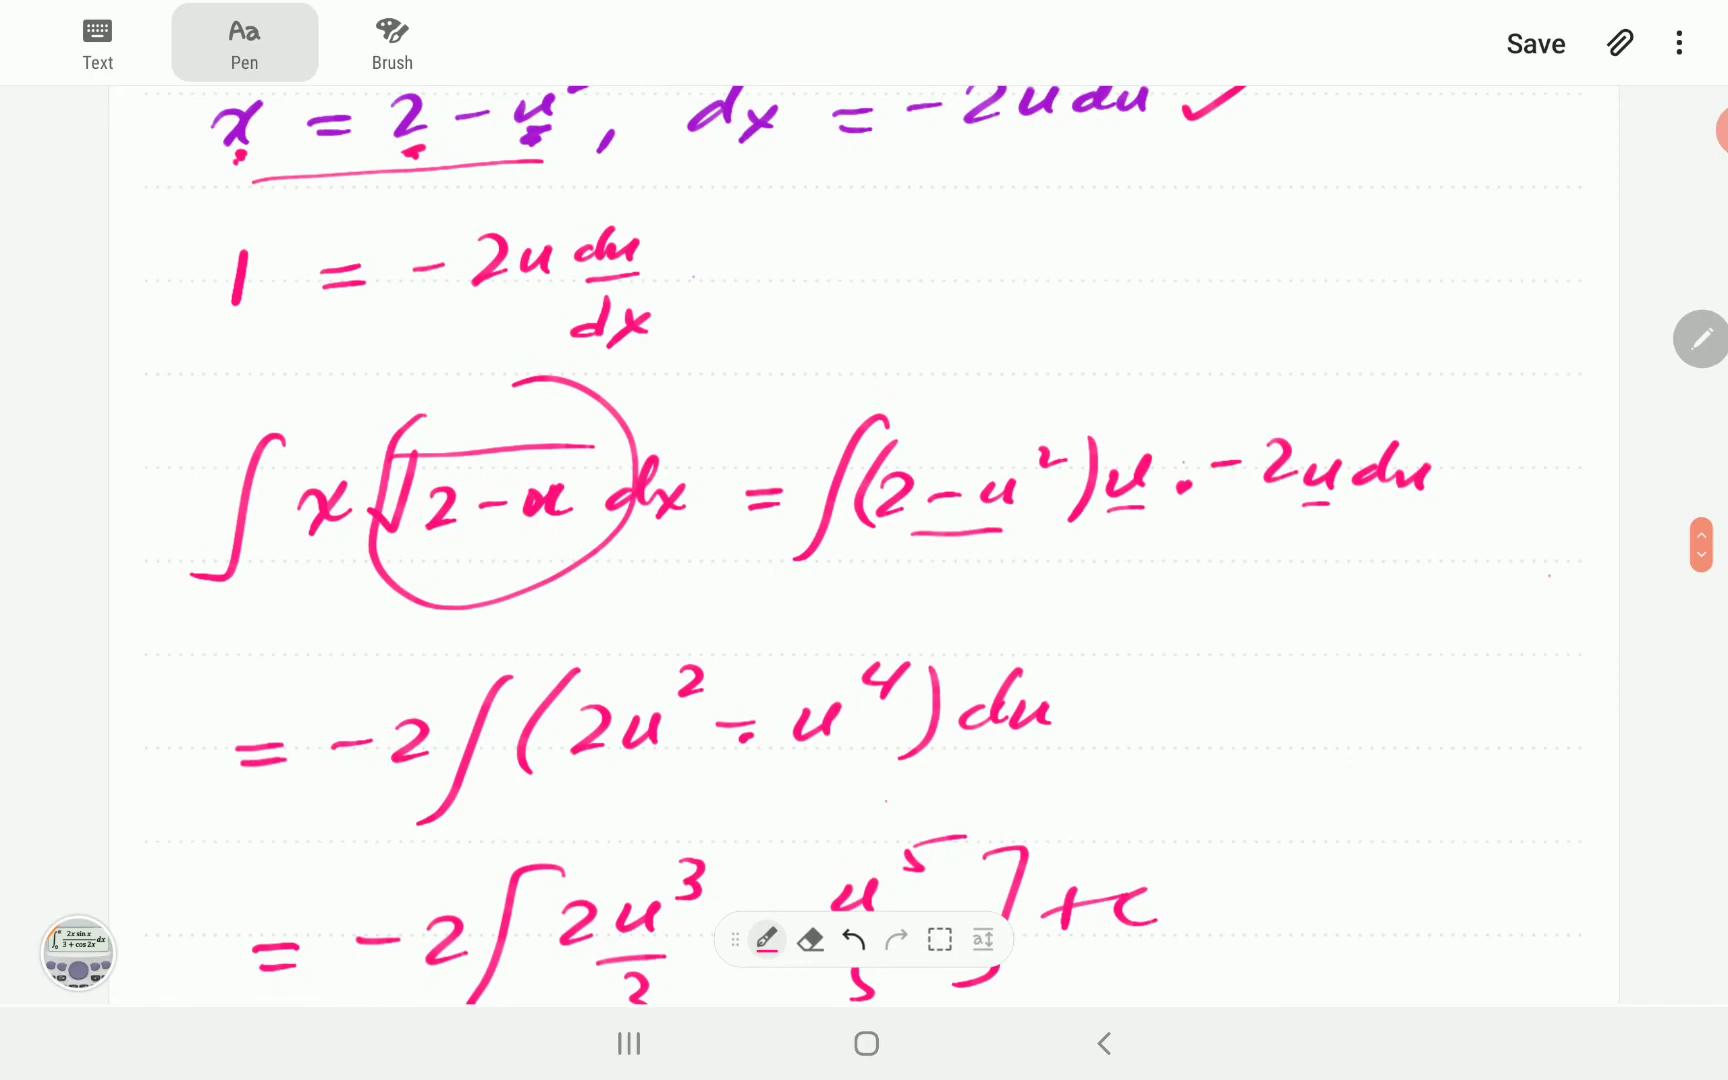 Text
Aa
Pen
Brush
Save
x = 2 - u², dx = -2u du ✓
1 = -2u du/dx
∫ x√(2-x) dx = ∫(2-u²)u · -2u du
= -2∫(2u² - u⁴)du
= -2[2u³/3 u⁵/5] + c